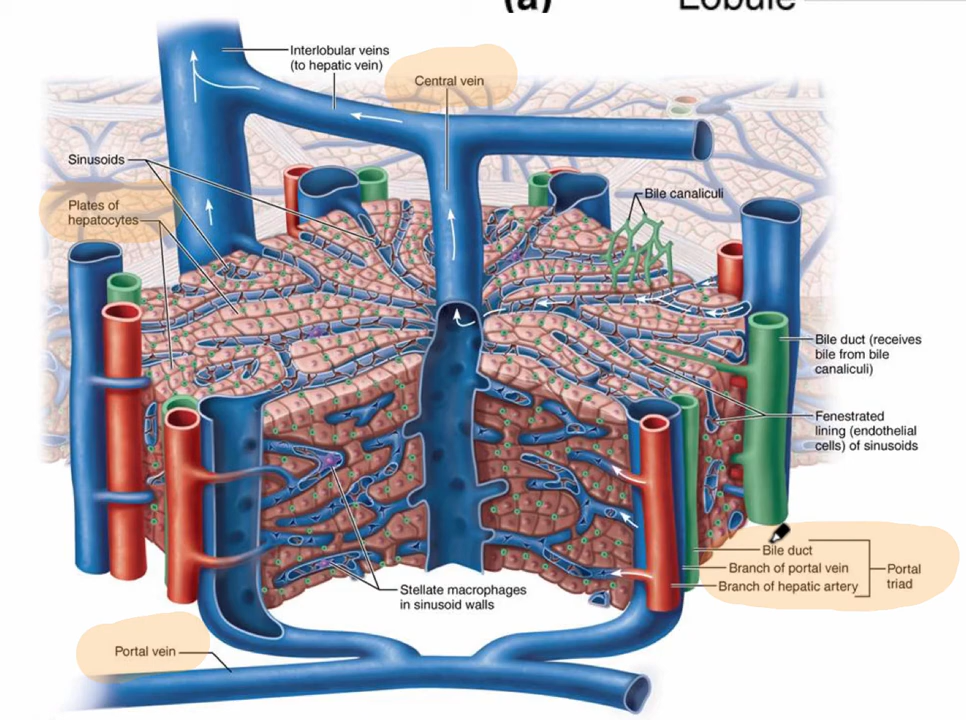 (a)
Lobule
Interlobular veins
(to hepatic vein)
Central vein
Sinusoids
Plates of
hepatocytes
Bile canaliculi
Bile duct (receives
bile from bile
canaliculi)
Fenestrated
lining (endothelial
cells) of sinusoids
Bile duct
Branch of portal vein
Branch of hepatic artery
Portal
triad
Stellate macrophages
in sinusoid walls
Portal vein